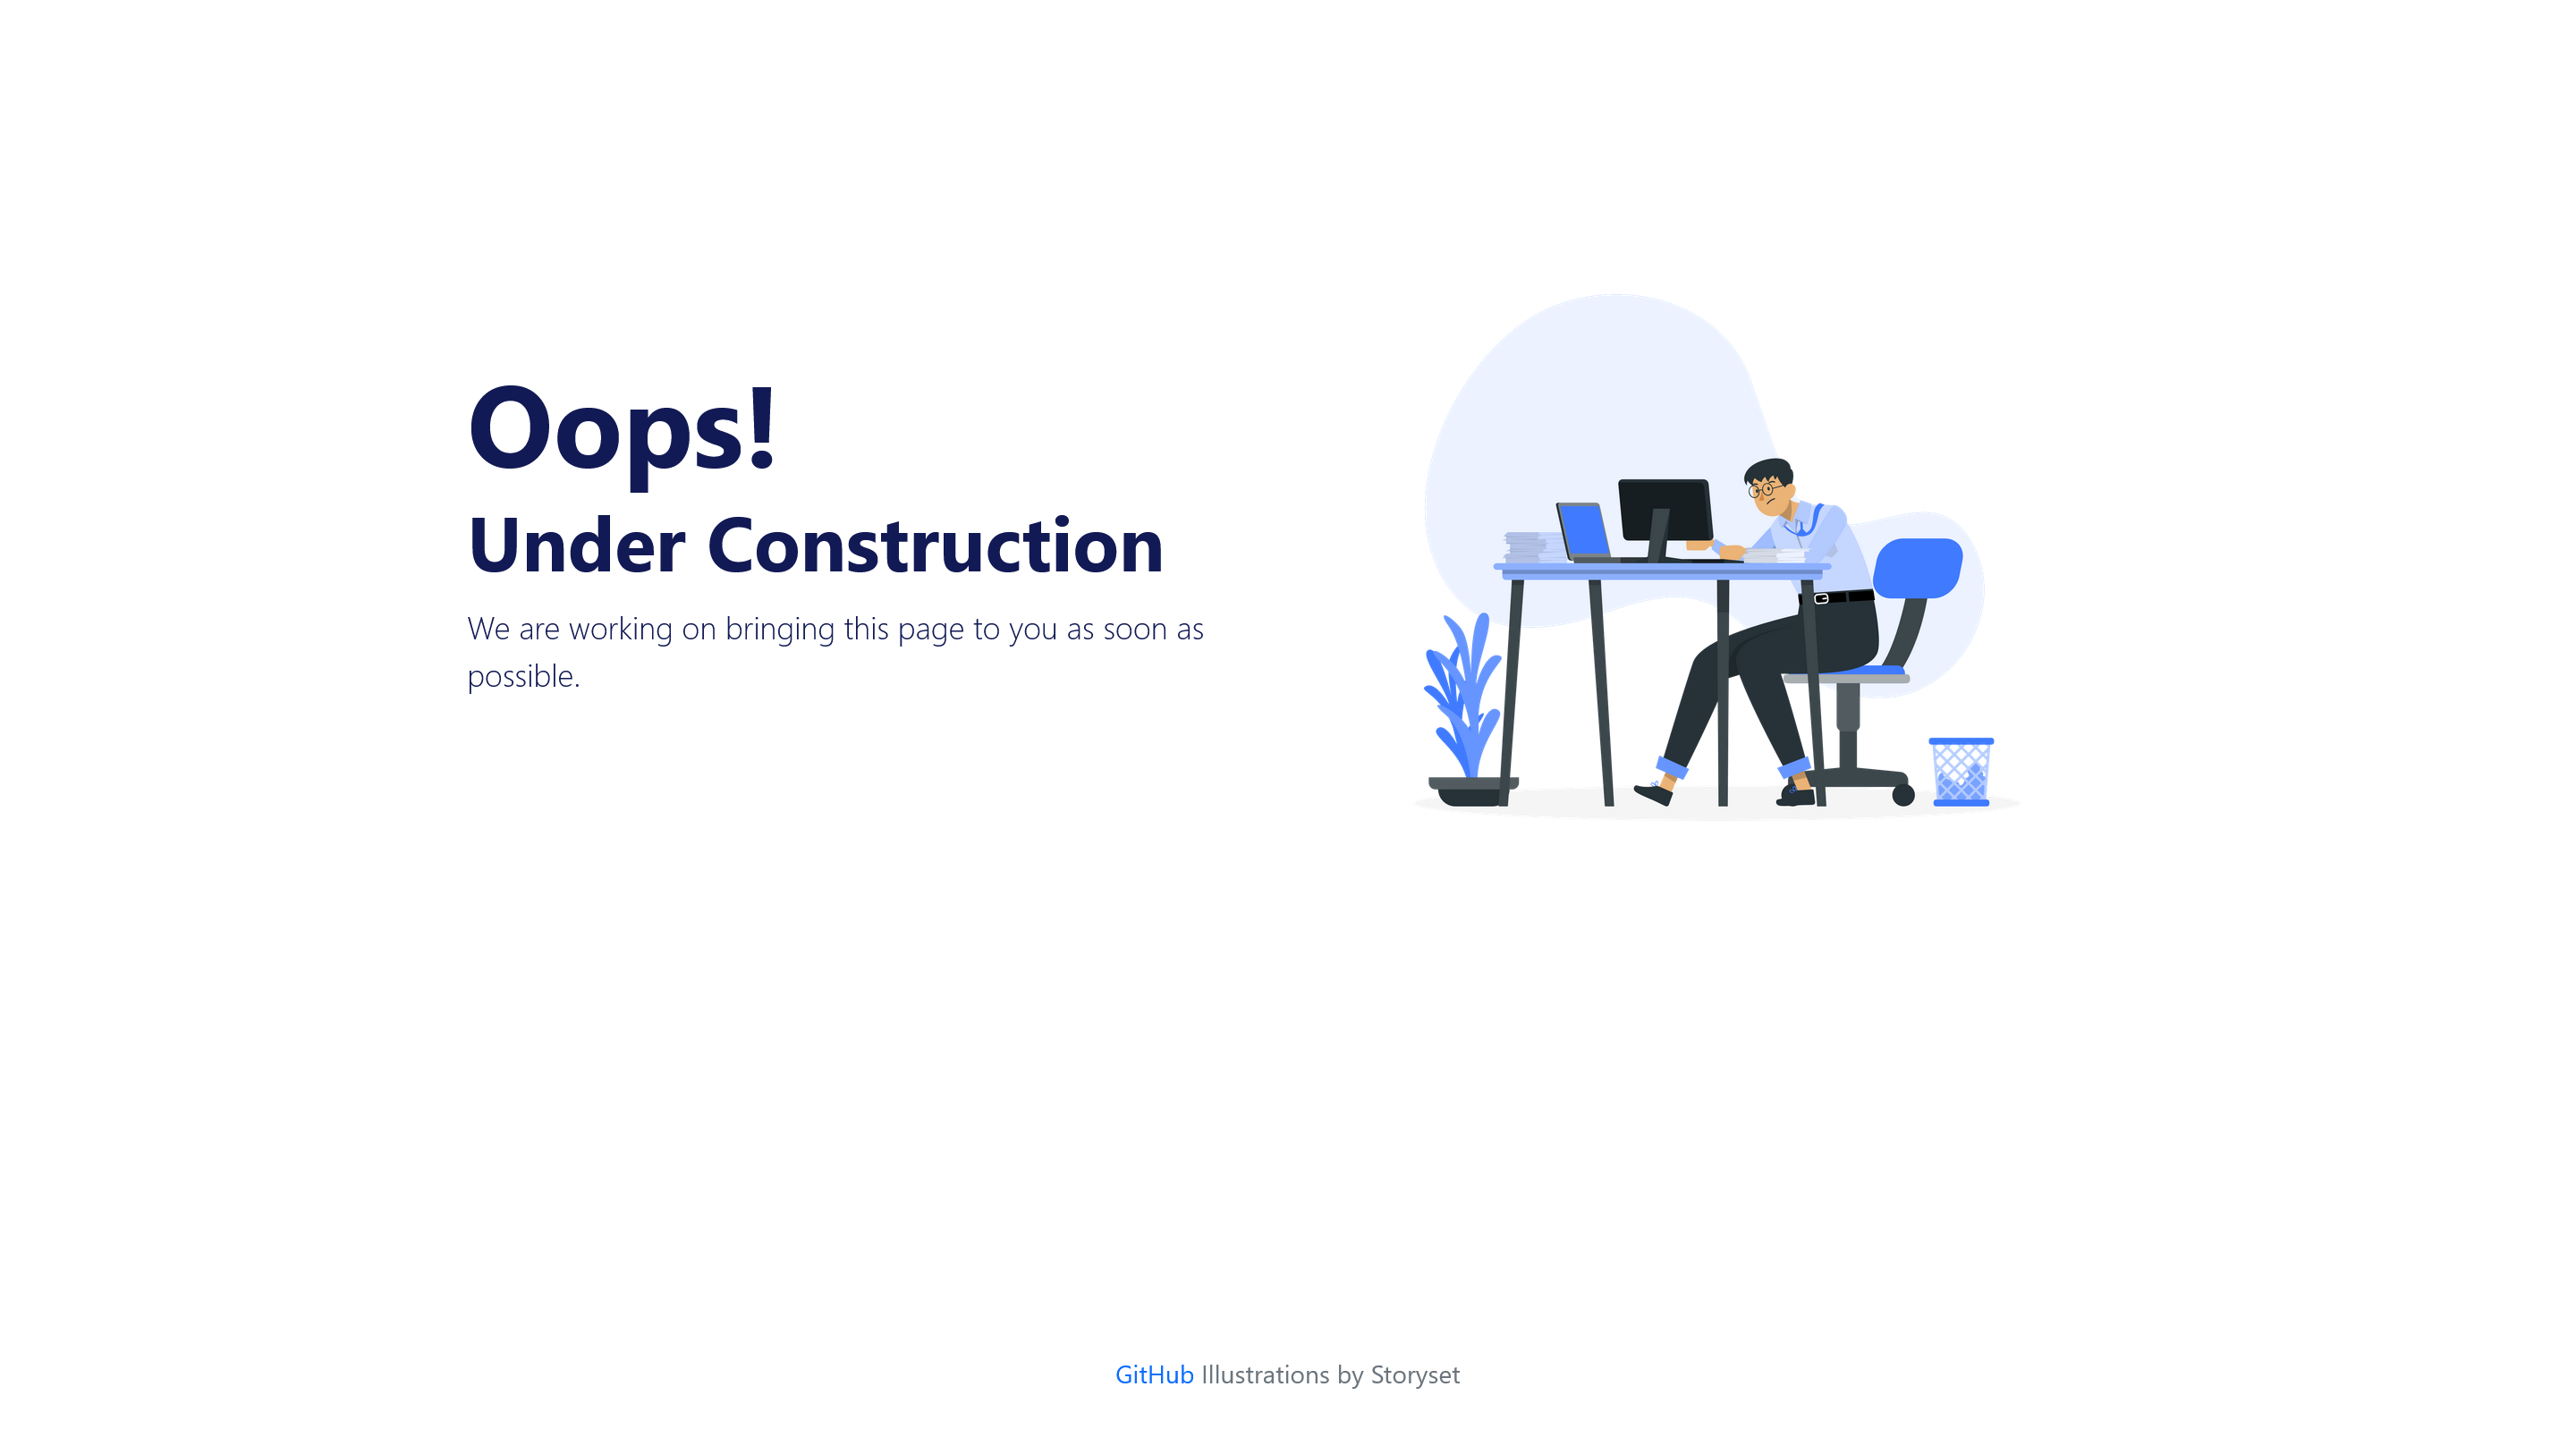 Oops!
Under Construction
We are working on bringing this page to you as soon as
possible.
GitHub Illustrations by Storyset